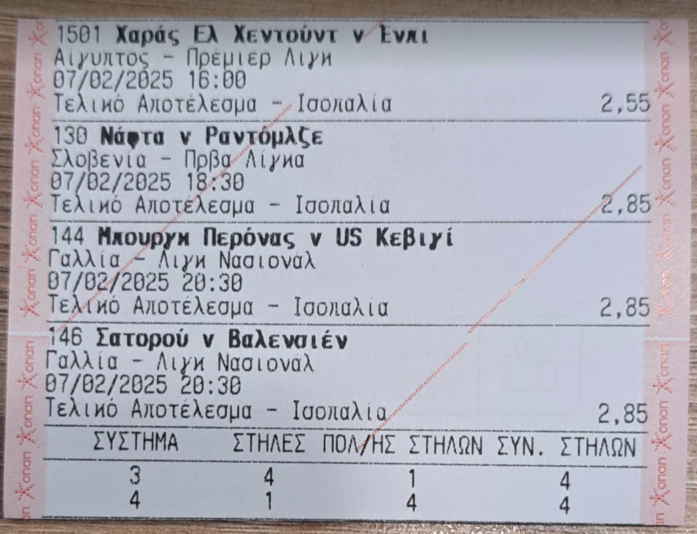 1501 Χαράς Ελ Χεντούντ v Ενπι
Αίγυπτος - Πρέμιερ Λιγκ
07/02/2025 16:00
Τελικό Αποτέλεσμα - Ισοπαλία 2,55
130 Νάφτα v Ραντόμλζε
Σλοβενία - Πρβα Λίγκα
07/02/2025 18:30
Τελικό Αποτέλεσμα - Ισοπαλία 2,85
144 Μπουργκ Περόνας v US Κεβιγί
Γαλλία - Λιγκ Νασιονάλ
07/02/2025 20:30
Τελικό Αποτέλεσμα - Ισοπαλία 2,85
146 Σατορού v Βαλενσιέν
Γαλλία - Λιγκ Νασιονάλ
07/02/2025 20:30
Τελικό Αποτέλεσμα - Ισοπαλία 2,85
ΣΥΣΤΗΜΑ ΣΤΗΛΕΣ ΠΟΛ/ΗΣ ΣΤΗΛΩΝ ΣΥΝ. ΣΤΗΛΩΝ
3 4 1 4
4 1 4 4